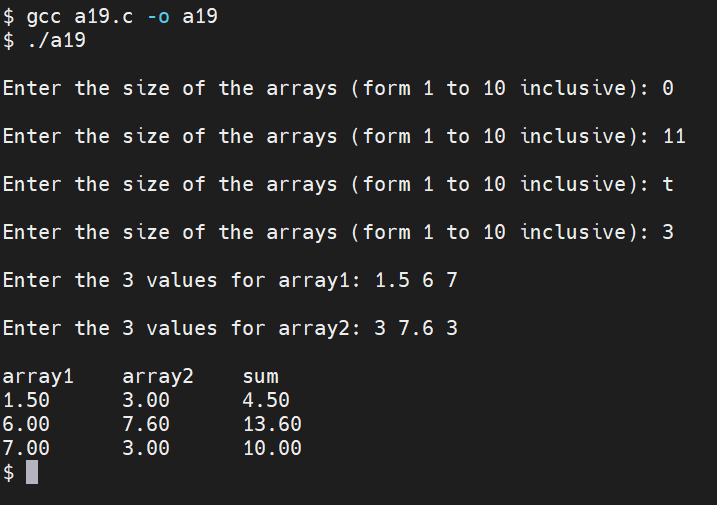 $ gcc a19.c -o a19
$ ./a19
Enter the size of the arrays (form 1 to 10 inclusive): 0
Enter the size of the arrays (form 1 to 10 inclusive): 11
Enter the size of the arrays (form 1 to 10 inclusive): t
Enter the size of the arrays (form 1 to 10 inclusive): 3
Enter the 3 values for array1: 1.5 6 7
Enter the 3 values for array2: 3 7.6 3
array1    array2    sum
1.50      3.00      4.50
6.00      7.60      13.60
7.00      3.00      10.00
$